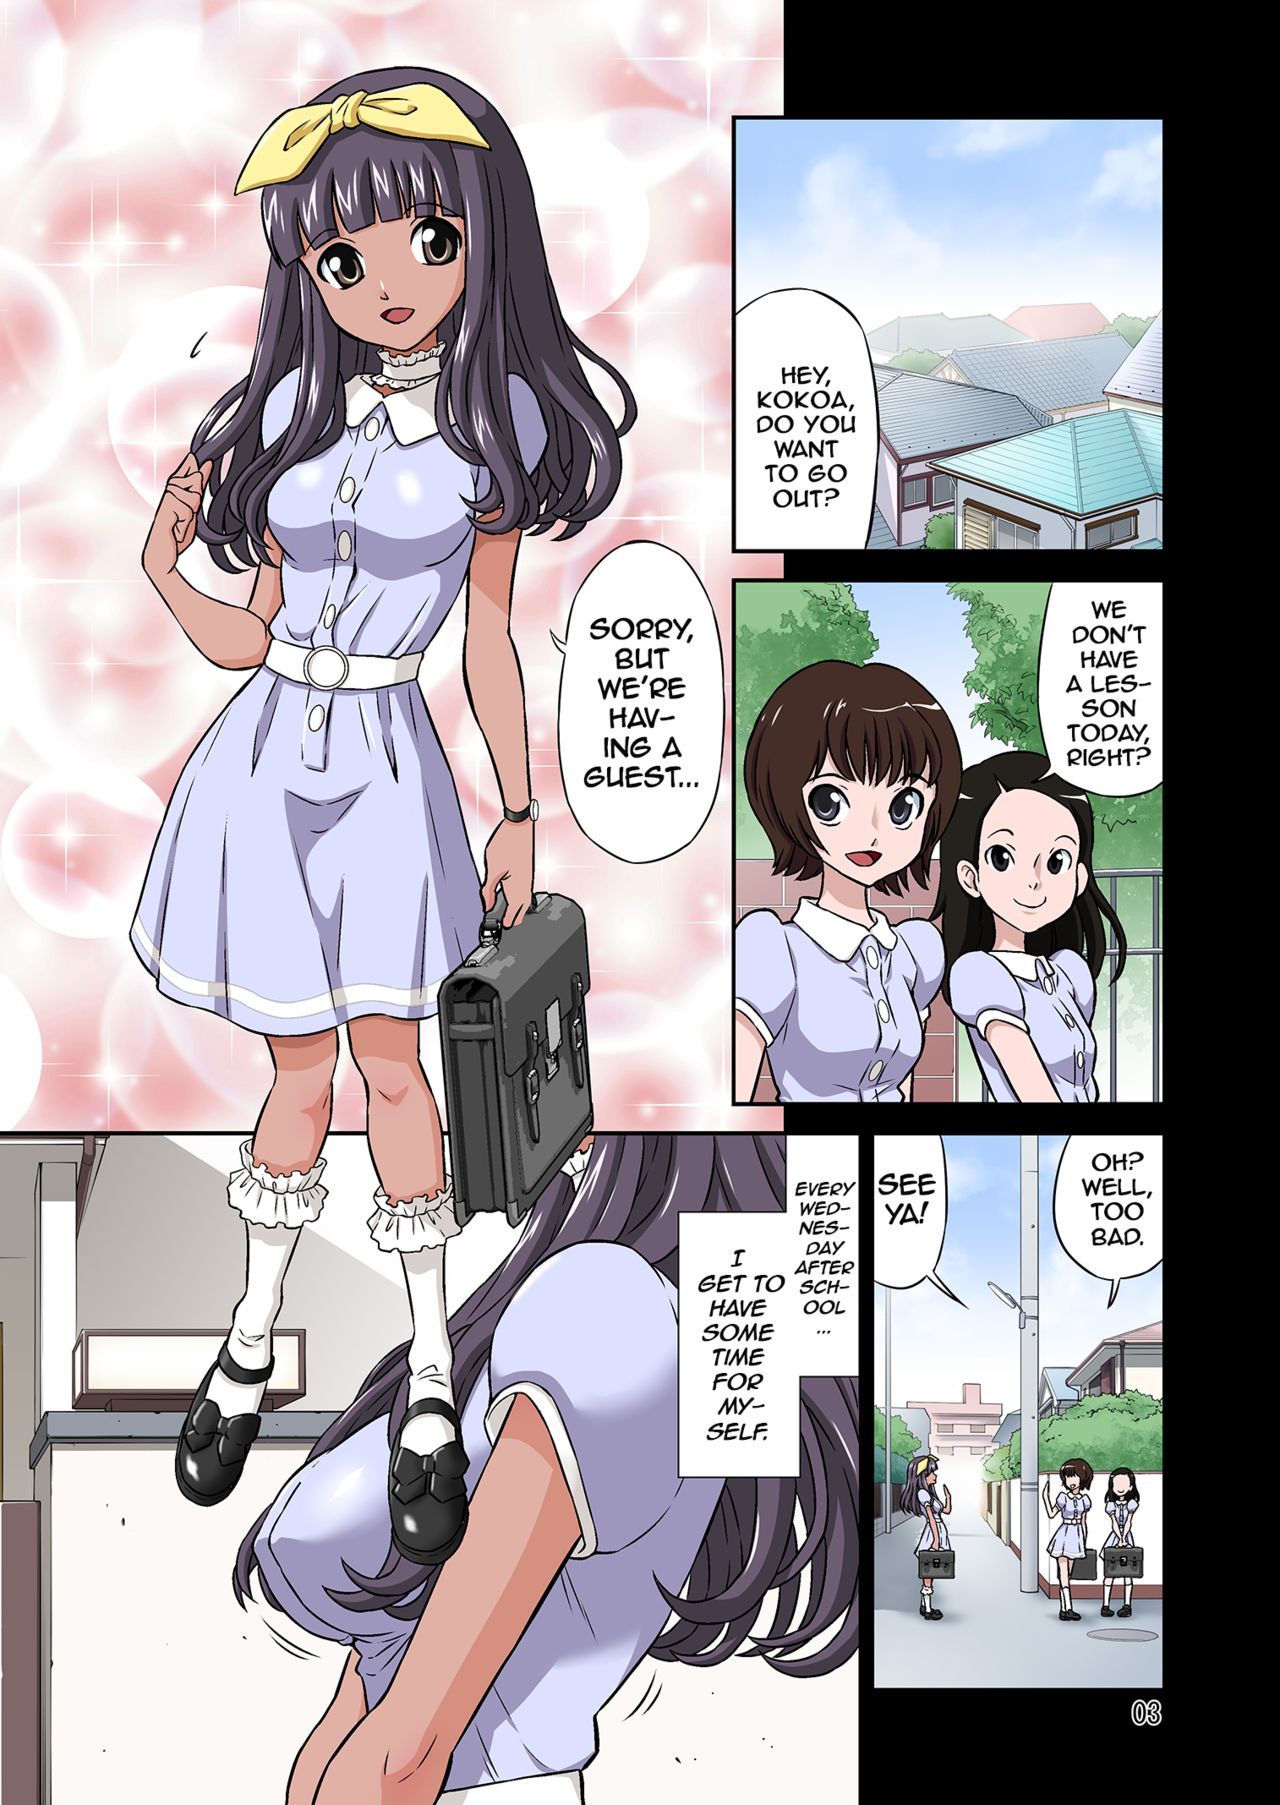 HEY,
KOKOA,
DO YOU
WANT
TO GO
OUT?
WE
DON'T
HAVE
A LES-
SON
TODAY,
RIGHT?
SORRY,
BUT
WE'RE
HAV-
ING A
GUEST...
OH?
WELL,
TOO
BAD.
SEE
YA!
EVERY
WED-
NES-
DAY
AFTER
SCH-
OOL
...
I
GET TO
HAVE
SOME
TIME
FOR
MY-
SELF.
03